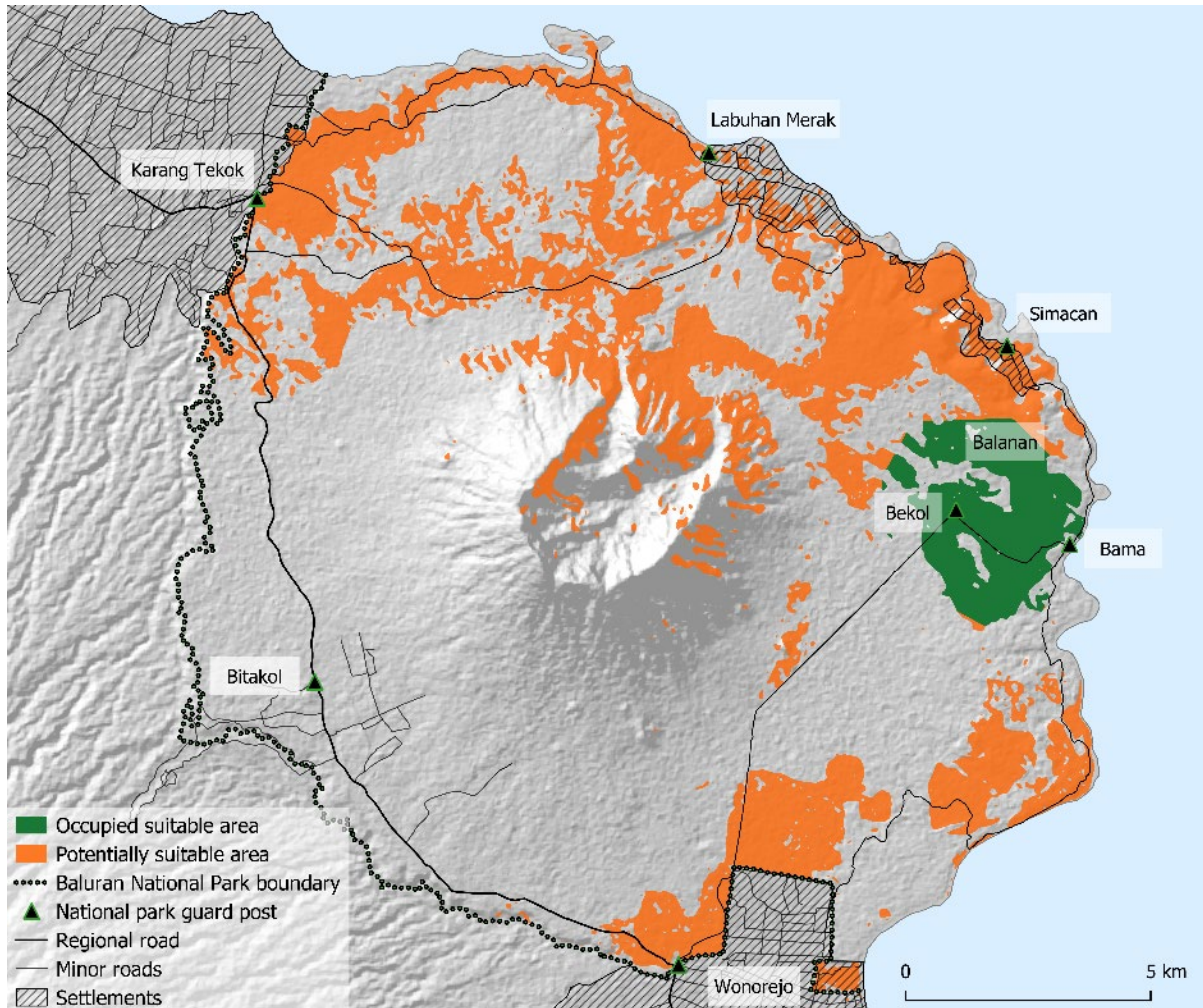 Labuhan Merak
Karang Tekok
Simacan
Balanan
Bekol
Bama
Bitakol
Occupied suitable area
Potentially suitable area
Baluran National Park boundary
National park guard post
Regional road
Minor roads
Settlements
Wonorejo
0 5 km